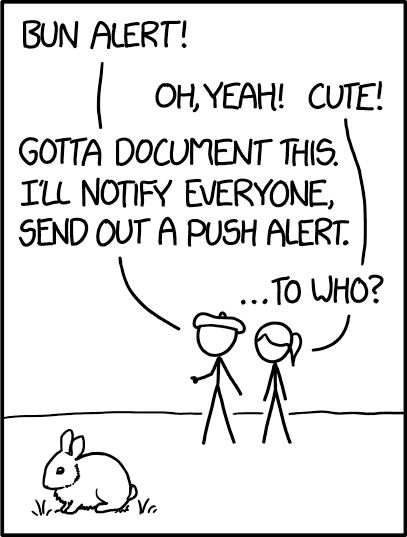 BUN ALERT!
OH, YEAH! CUTE!
GOTTA DOCUMENT THIS.
I'LL NOTIFY EVERYONE,
SEND OUT A PUSH ALERT.
...TO WHO?